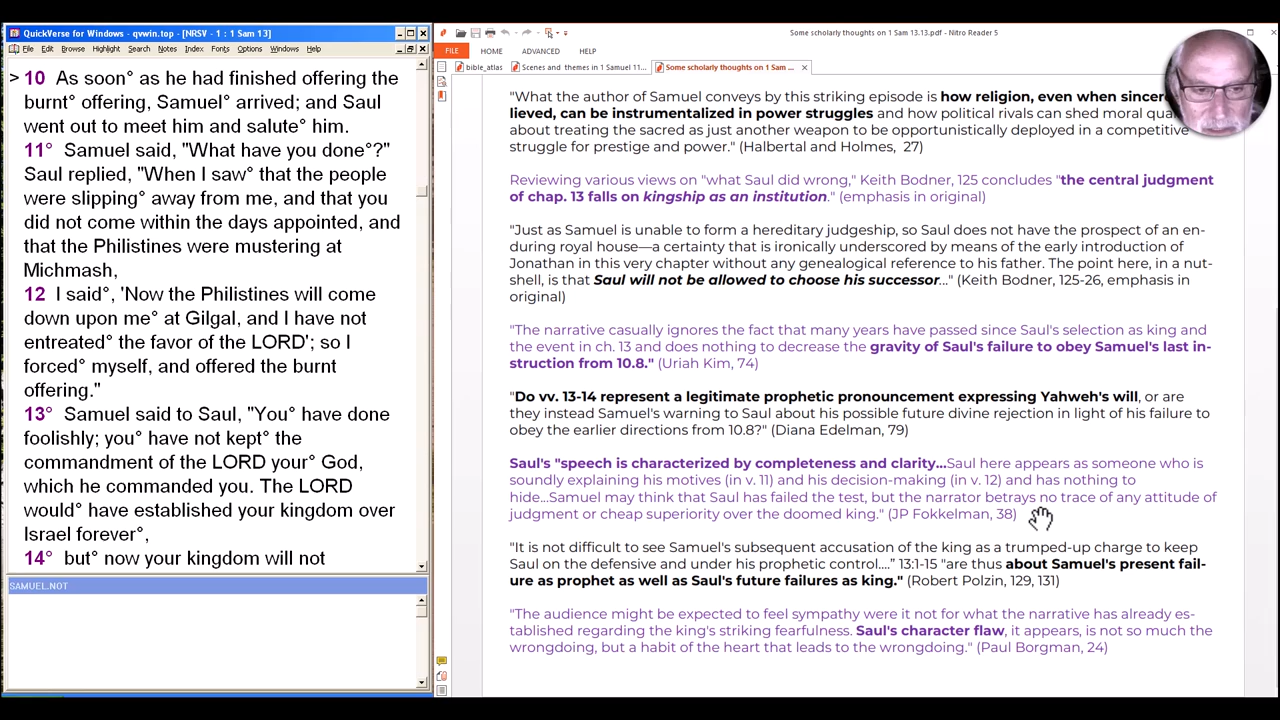 QuickVerse for Windows - qvwin.top - [NRSV - 1 : 1 Sam 13]
File Edit Book Highlight Search Notes Index Fonts Options Windows Help
> 10 As soon° as he had finished offering the
burnt° offering, Samuel° arrived; and Saul
went out to meet him and salute° him.
11° Samuel said, "What have you done°?"
Saul replied, "When I saw° that the people
were slipping° away from me, and that you
did not come within the days appointed, and
that the Philistines were mustering at
Michmash,
12 I said°, 'Now the Philistines will come
down upon me° at Gilgal, and I have not
entreated° the favor of the LORD'; so I
forced° myself, and offered the burnt
offering."
13° Samuel said to Saul, "You° have done
foolishly; you° have not kept° the
commandment of the LORD your° God,
which he commanded you. The LORD
would° have established your kingdom over
Israel forever°,
14° but° now your kingdom will not
SAMUEL.NOT
Some scholarly thoughts on 1 Sam 13.13.pdf - Nitro Reader 5
FILE HOME ADVANCED HELP
bible_atlas Scenes and themes in 1 Samuel 11... Some scholarly thoughts on 1 Sam ...
"What the author of Samuel conveys by this striking episode is how religion, even when sincer
lieved, can be instrumentalized in power struggles and how political rivals can shed moral
about treating the sacred as just another weapon to be opportunistically deployed in a competitive
struggle for prestige and power." (Halbertal and Holmes, 27)
Reviewing various views on "what Saul did wrong," Keith Bodner, 125 concludes "the central judgment
of chap. 13 falls on kingship as an institution." (emphasis in original)
"Just as Samuel is unable to form a hereditary judgeship, so Saul does not have the prospect of an en-
during royal house—a certainty that is ironically underscored by means of the early introduction of
Jonathan in this very chapter without any genealogical reference to his father. The point here, in a nut-
shell, is that Saul will not be allowed to choose his successor..." (Keith Bodner, 125-26, emphasis in
original)
"The narrative casually ignores the fact that many years have passed since Saul's selection as king and
the event in ch. 13 and does nothing to decrease the gravity of Saul's failure to obey Samuel's last in-
struction from 10.8." (Uriah Kim, 74)
"Do vv. 13-14 represent a legitimate prophetic pronouncement expressing Yahweh's will, or are
they instead Samuel's warning to Saul about his possible future divine rejection in light of his failure to
obey the earlier directions from 10.8?" (Diana Edelman, 79)
Saul's "speech is characterized by completeness and clarity...Saul here appears as someone who is
soundly explaining his motives (in v. 11) and his decision-making (in v. 12) and has nothing to
hide...Samuel may think that Saul has failed the test, but the narrator betrays no trace of any attitude of
judgment or cheap superiority over the doomed king." (JP Fokkelman, 38)
"It is not difficult to see Samuel's subsequent accusation of the king as a trumped-up charge to keep
Saul on the defensive and under his prophetic control...." 13:1-15 "are thus about Samuel's present fail-
ure as prophet as well as Saul's future failures as king." (Robert Polzin, 129, 131)
"The audience might be expected to feel sympathy were it not for what the narrative has already es-
tablished regarding the king's striking fearfulness. Saul's character flaw, it appears, is not so much the
wrongdoing, but a habit of the heart that leads to the wrongdoing." (Paul Borgman, 24)